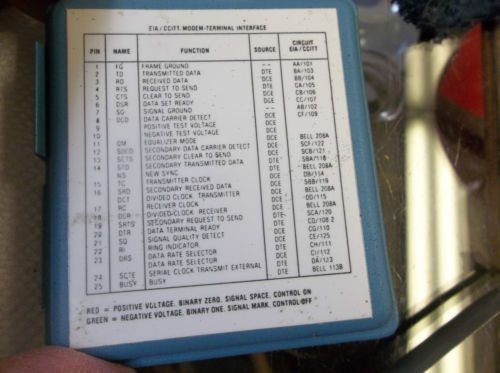 EIA/CCITT MODEM-TERMINAL INTERFACE
CIRCUIT
PIN NAME FUNCTION SOURCE EIA/CCITT
1 FG FRAME GROUND -- AA/101
2 TD TRANSMITTED DATA DTE BA/103
3 RD RECEIVED DATA DCE BB/104
4 RTS REQUEST TO SEND DTE CA/105
5 CTS CLEAR TO SEND DCE CB/106
6 DSR DATA SET READY DCE CC/107
7 SG SIGNAL GROUND -- AB/102
8 DCD DATA CARRIER DETECT DCE CF/109
9 POSITIVE TEST VOLTAGE DCE
10 NEGATIVE TEST VOLTAGE DCE
11 QM EQUALIZER MODE DCE BELL 208A
12 SDCD SECONDARY DATA CARRIER DETECT DCE SCF/122
13 SCTS SECONDARY CLEAR TO SEND DCE SCB/121
14 STD SECONDARY TRANSMITTED DATA DTE SBA/118
NS NEW SYNC DTE BELL 208A
15 TC TRANSMITTER CLOCK DCE DB/114
16 SRD SECONDARY RECEIVED DATA DCE SBB/119
DCT DIVIDED CLOCK TRANSMITTER DCE BELL 208A
17 RC RECEIVER CLOCK DCE DD/115
18 DCR DIVIDED CLOCK RECEIVER DCE BELL 208A
19 SRTS SECONDARY REQUEST TO SEND DTE SCA/120
20 DTR DATA TERMINAL READY DTE CD/108.2
21 SQ SIGNAL QUALITY DETECT DCE CG/110
22 RI RING INDICATOR DCE CE/125
23 DRS DATA RATE SELECTOR DTE CH/111
DATA RATE SELECTOR DCE CI/112
24 SCTE SERIAL CLOCK TRANSMIT EXTERNAL DTE DA/113
25 BUSY BUSY DTE BELL 113B
RED = POSITIVE VOLTAGE. BINARY ZERO. SIGNAL SPACE. CONTROL ON
GREEN = NEGATIVE VOLTAGE. BINARY ONE. SIGNAL MARK. CONTROL OFF